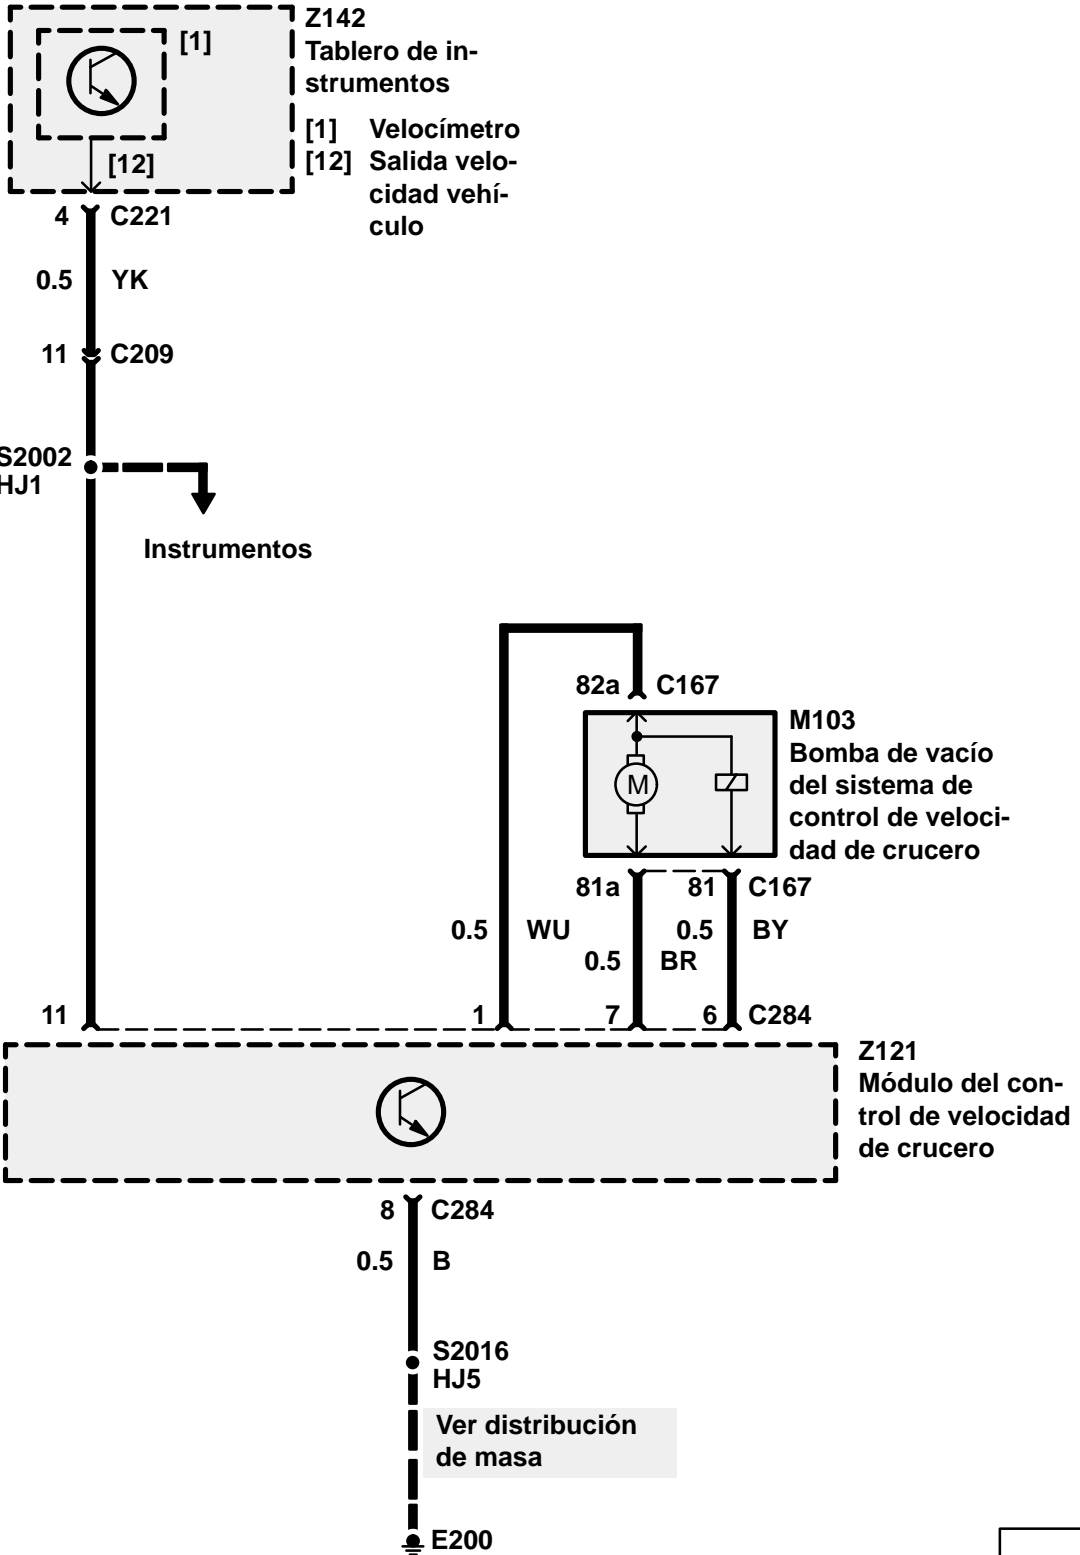 Z142
[1]
Tablero de in-
strumentos
[1] Velocímetro
[12]
[12] Salida velo-
cidad vehí-
culo
4 C221
0.5 YK
11 C209
S2002
HJ1
Instrumentos
82a C167
M103
Bomba de vacío
M
del sistema de
control de veloci-
dad de crucero
81a 81 C167
0.5 WU 0.5 BY
0.5 BR
11 1 7 6 C284
Z121
Módulo del con-
trol de velocidad
de crucero
8 C284
0.5 B
S2016
HJ5
Ver distribución
de masa
E200